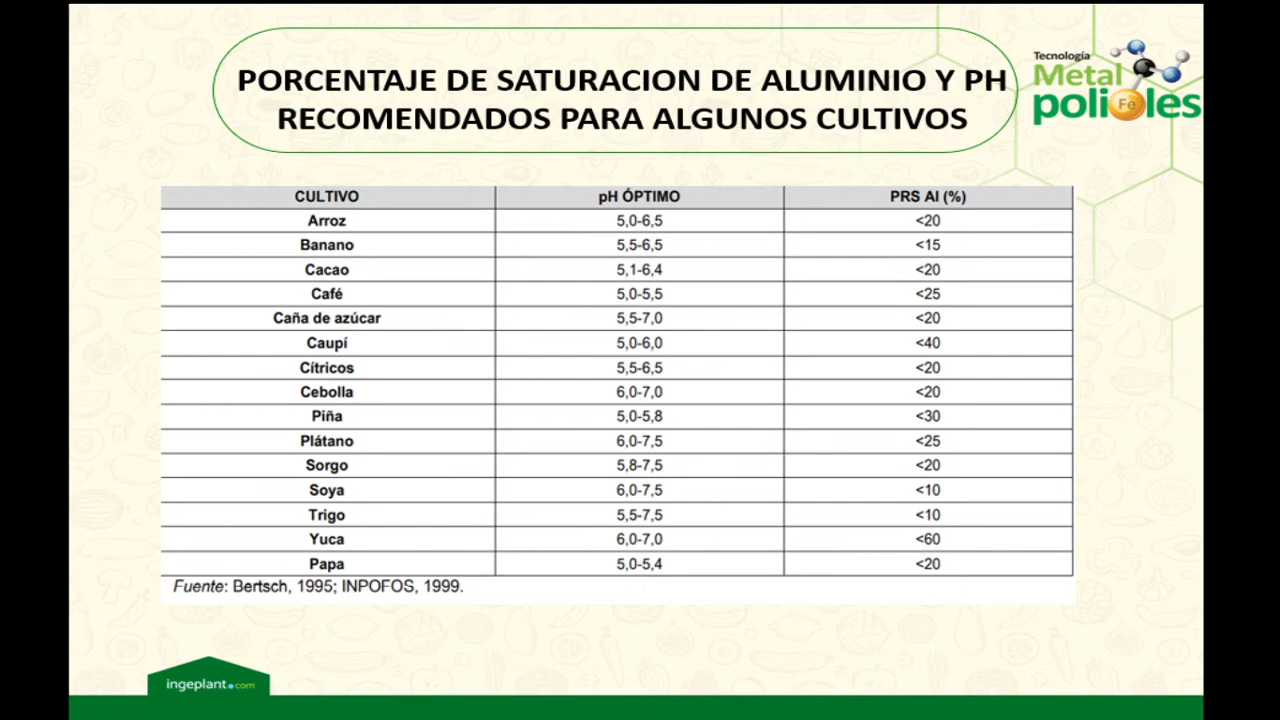 PORCENTAJE DE SATURACION DE ALUMINIO Y PH
RECOMENDADOS PARA ALGUNOS CULTIVOS
Tecnología
Metal
polioles
Fe
CULTIVO pH ÓPTIMO PRS Al (%)
Arroz 5,0-6,5 <20
Banano 5,5-6,5 <15
Cacao 5,1-6,4 <20
Café 5,0-5,5 <25
Caña de azúcar 5,5-7,0 <20
Caupí 5,0-6,0 <40
Cítricos 5,5-6,5 <20
Cebolla 6,0-7,0 <20
Piña 5,0-5,8 <30
Plátano 6,0-7,5 <25
Sorgo 5,8-7,5 <20
Soya 6,0-7,5 <10
Trigo 5,5-7,5 <10
Yuca 6,0-7,0 <60
Papa 5,0-5,4 <20
Fuente: Bertsch, 1995; INPOFOS, 1999.
ingeplant.com